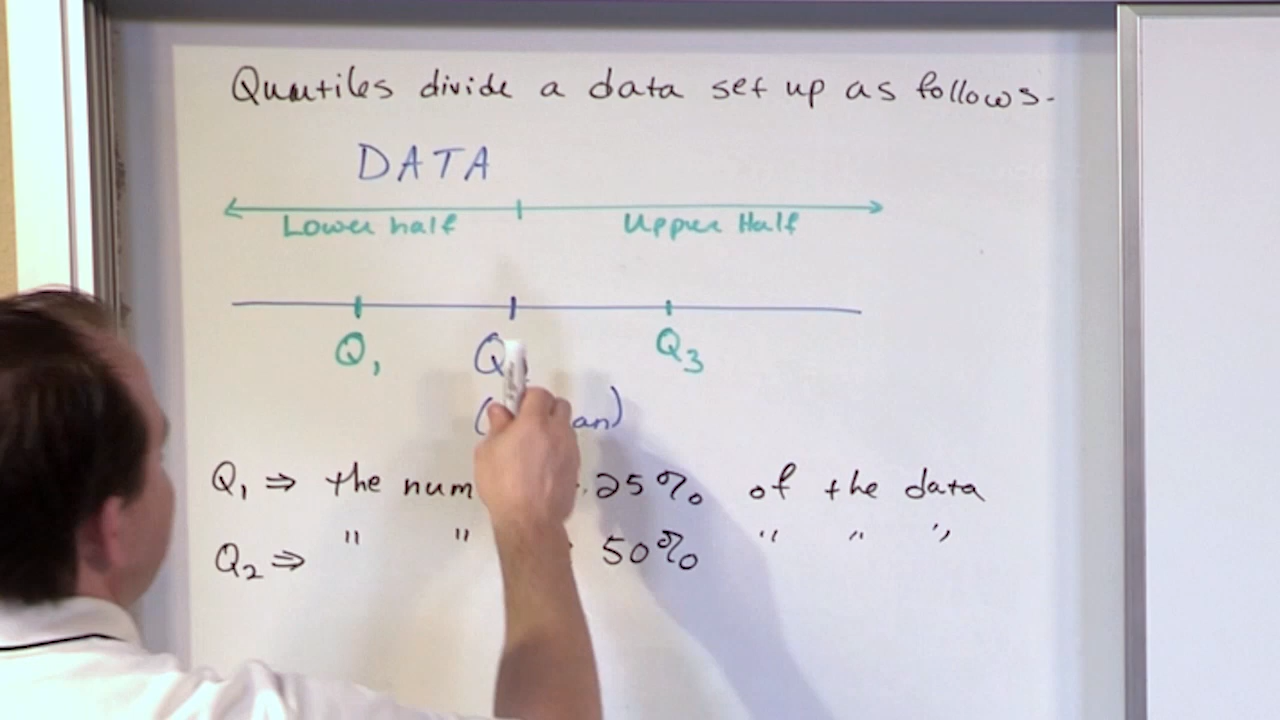 Quartiles divide a data set up as follows.
DATA
Lower half Upper Half
Q1 Q Q3
( an)
Q1 ⇒ the num 25% of the data
" " " " "
Q2 ⇒ 50%